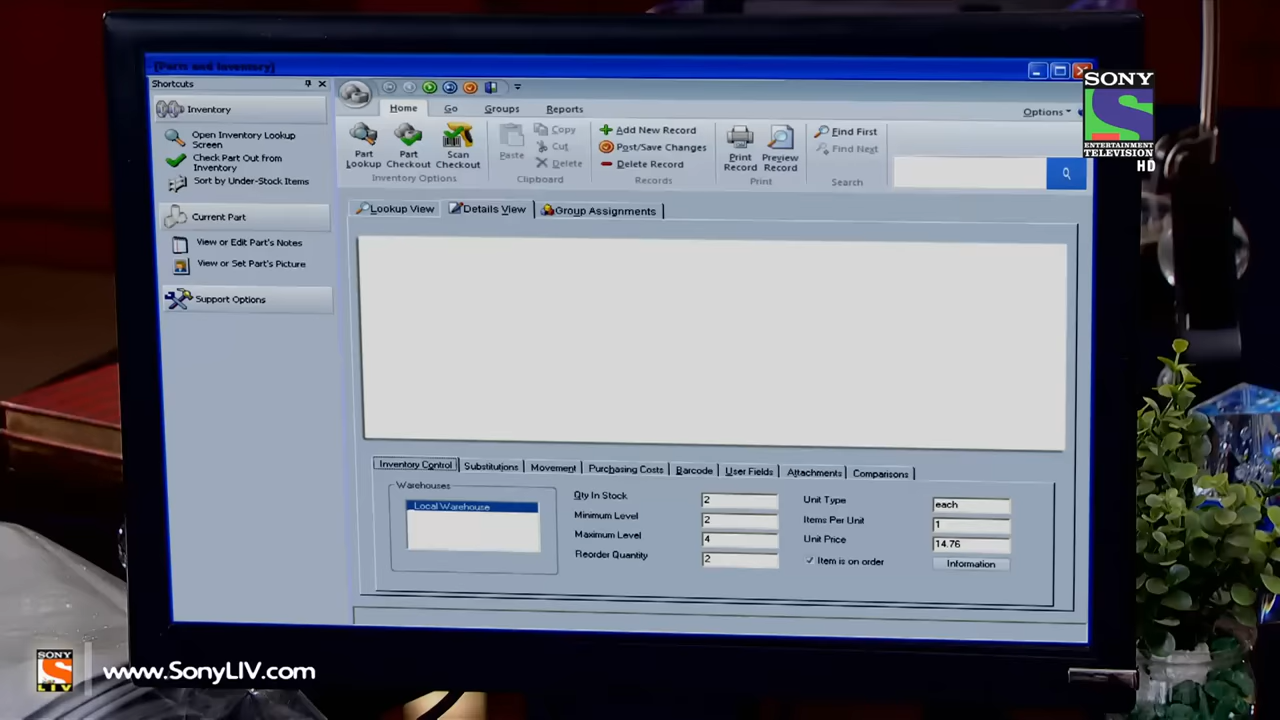 [Parts and Inventory]
Shortcuts
Inventory
Open Inventory Lookup
Screen
Check Part Out from
Inventory
Sort by Under-Stock Items
Current Part
View or Edit Part's Notes
View or Set Part's Picture
Support Options
Home Go Groups Reports
Options
Part
Lookup
Part
Checkout
Scan
Checkout
Inventory Options
Paste
Copy
Cut
Delete
Clipboard
Add New Record
Post/Save Changes
Delete Record
Records
Print
Record
Preview
Record
Print
Find First
Find Next
Search
Lookup View Details View Group Assignments
Inventory Control Substitutions Movement Purchasing Costs Barcode User Fields Attachments Comparisons
Warehouses
Local Warehouse
Qty In Stock 2
Minimum Level 2
Maximum Level 4
Reorder Quantity 2
Unit Type each
Items Per Unit 1
Unit Price 14.76
Item is on order
Information
SONY
ENTERTAINMENT
TELEVISION
HD
SONY
LIV
www.SonyLIV.com